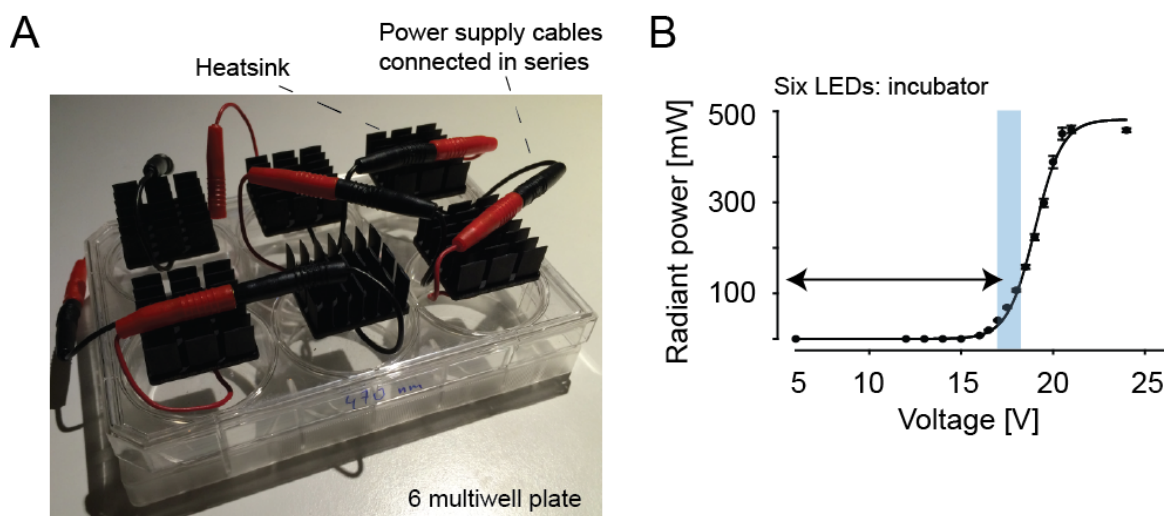 A
Heatsink
Power supply cables
connected in series
470 nm
6 multiwell plate
B
Six LEDs: incubator
Radiant power [mW]
500
300
100
5
10
15
20
25
Voltage [V]